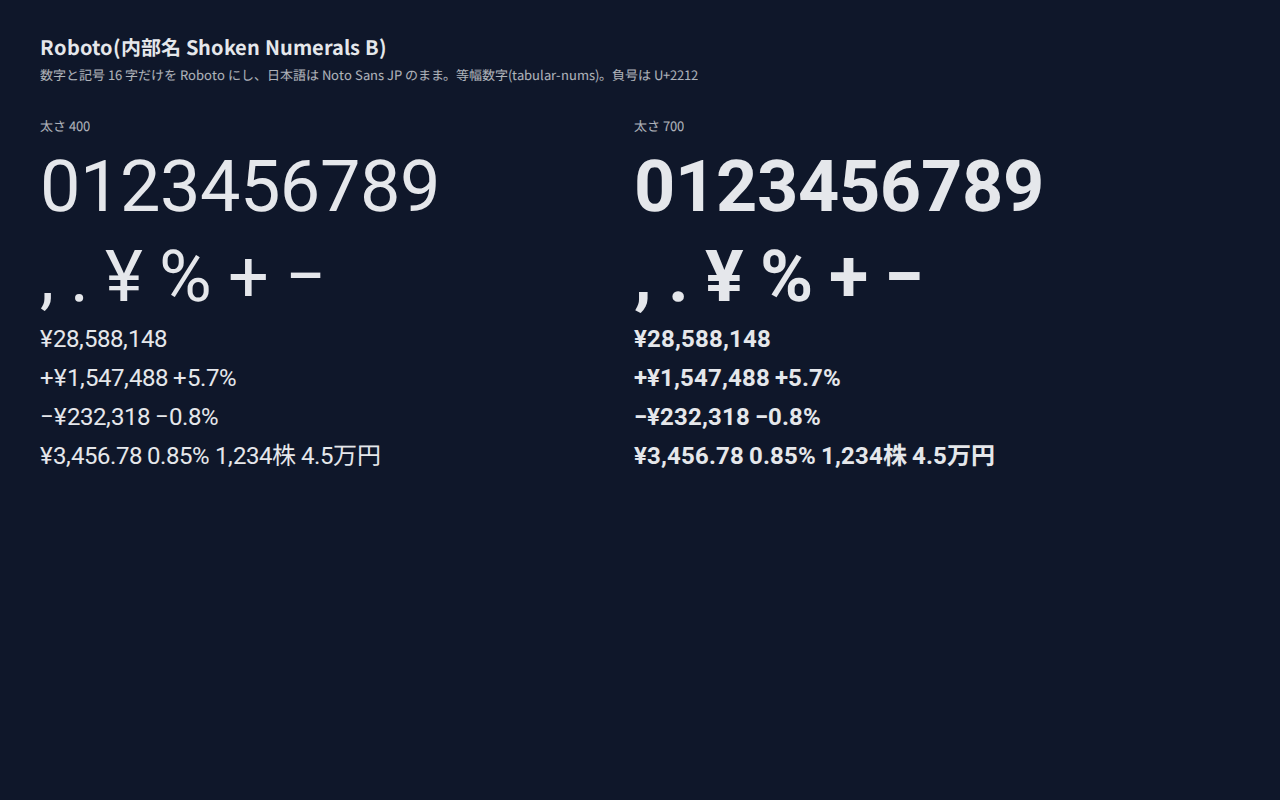 Roboto(内部名 Shoken Numerals B)
数字と記号 16 字だけを Roboto にし、日本語は Noto Sans JP のまま。等幅数字(tabular-nums)。負号は U+2212
太さ 400
0123456789
, . ¥ % + −
¥28,588,148
+¥1,547,488 +5.7%
−¥232,318 −0.8%
¥3,456.78 0.85% 1,234株 4.5万円
太さ 700
0123456789
, . ¥ % + −
¥28,588,148
+¥1,547,488 +5.7%
−¥232,318 −0.8%
¥3,456.78 0.85% 1,234株 4.5万円